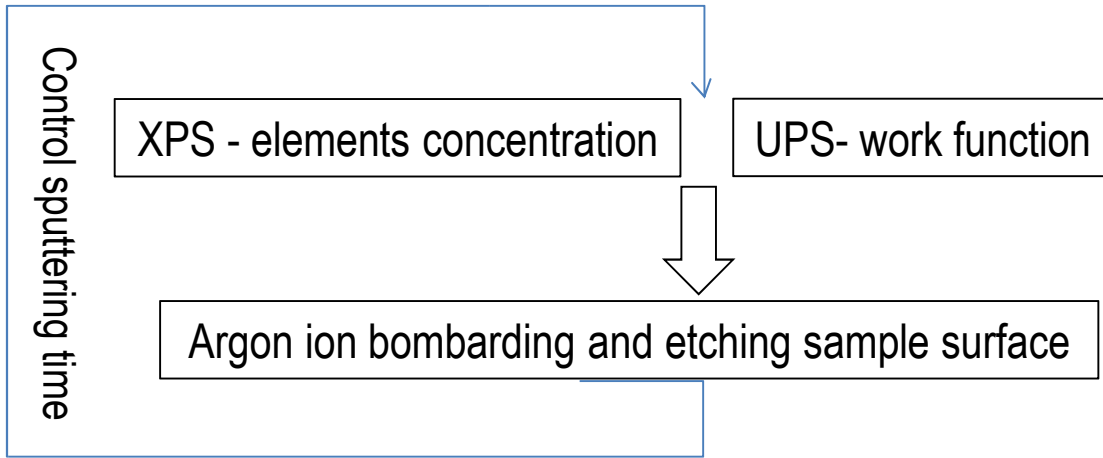 Control sputtering time
XPS - elements concentration
UPS- work function
Argon ion bombarding and etching sample surface